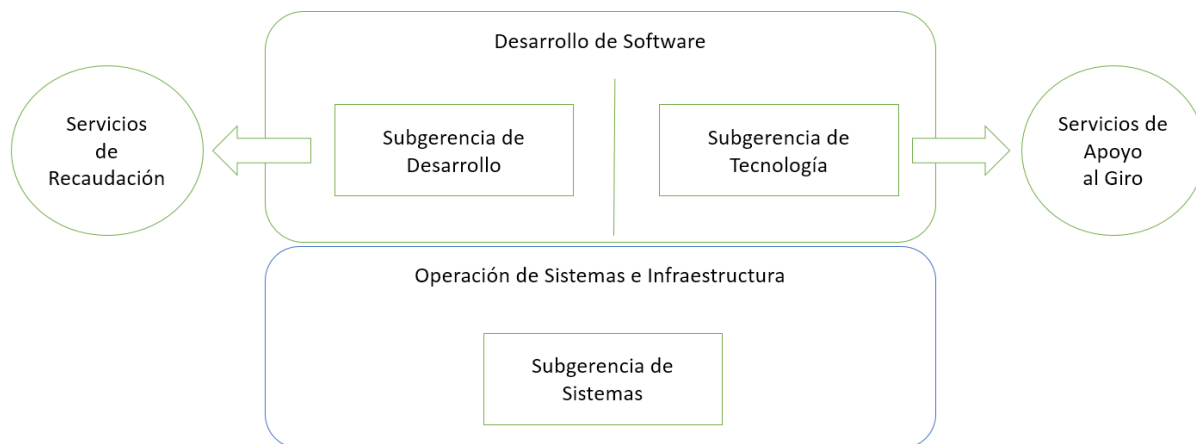 Desarrollo de Software
Servicios
de
Recaudación
Subgerencia de
Desarrollo
Subgerencia de
Tecnología
Servicios de
Apoyo
al Giro
Operación de Sistemas e Infraestructura
Subgerencia de
Sistemas